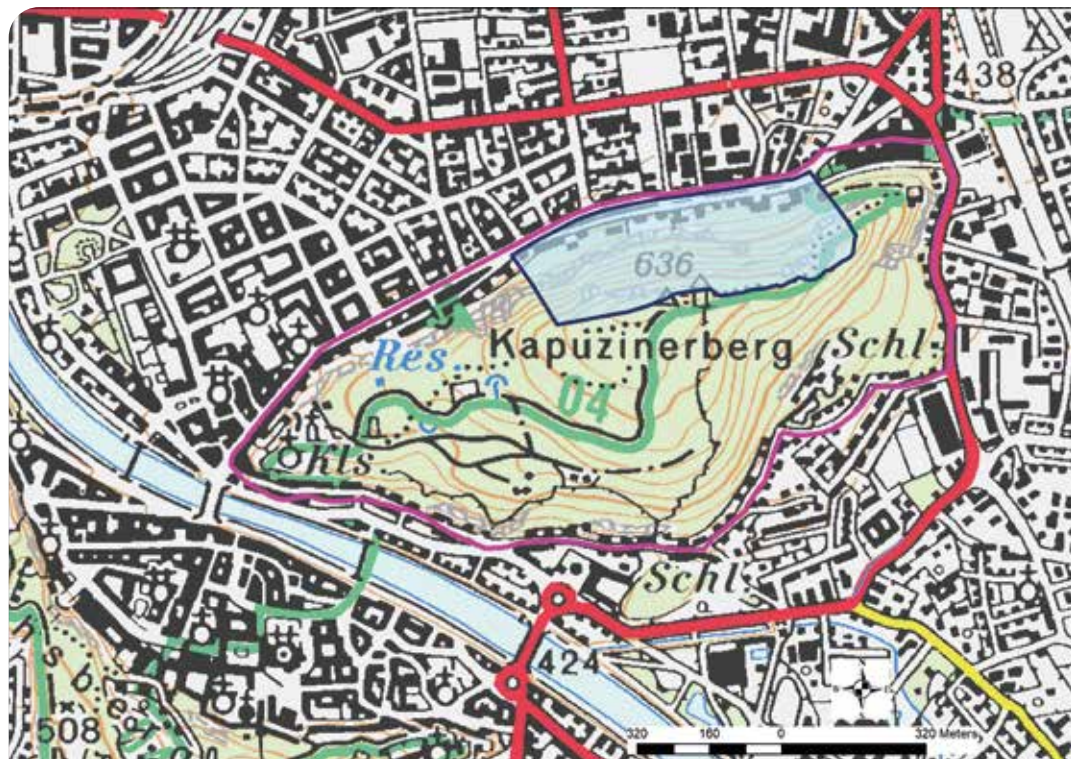 438
636
Kapuzinerberg
Schl.
Res.
04
Kls.
Schl.
424
508
320 160 0 320 Meters